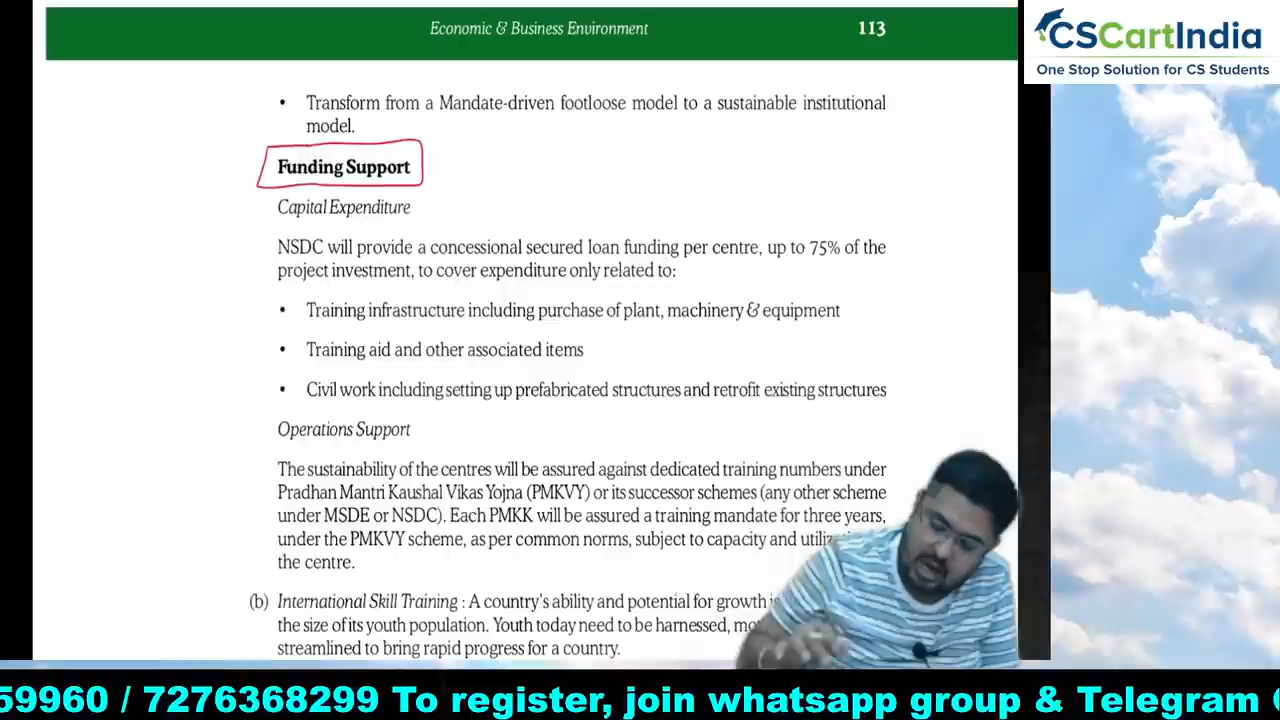 Economic & Business Environment 113
CSCartIndia
One Stop Solution for CS Students
• Transform from a Mandate-driven footloose model to a sustainable institutional
model.
Funding Support
Capital Expenditure
NSDC will provide a concessional secured loan funding per centre, up to 75% of the
project investment, to cover expenditure only related to:
• Training infrastructure including purchase of plant, machinery & equipment
• Training aid and other associated items
• Civil work including setting up prefabricated structures and retrofit existing structures
Operations Support
The sustainability of the centres will be assured against dedicated training numbers under
Pradhan Mantri Kaushal Vikas Yojna (PMKVY) or its successor schemes (any other scheme
under MSDE or NSDC). Each PMKK will be assured a training mandate for three years,
under the PMKVY scheme, as per common norms, subject to capacity and
the centre.
(b) International Skill Training : A country's ability and potential for growth
the size of its youth population. Youth today need to be harnessed,
streamlined to bring rapid progress for a country.
59960 / 7276368299 To register, join whatsapp group & Telegram